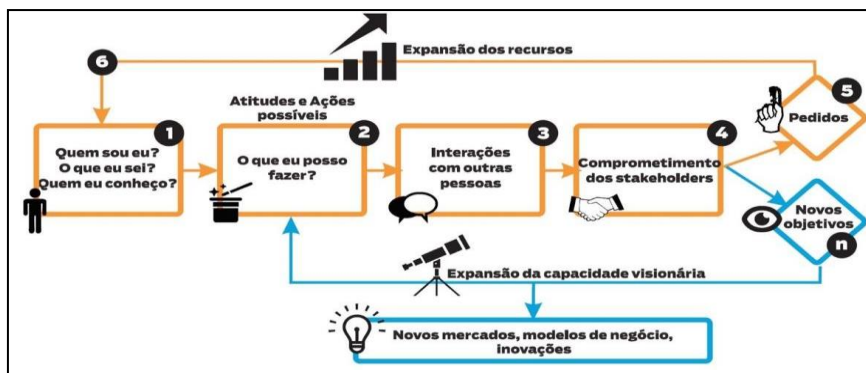 Expansão dos recursos
6
Atitudes e Ações
possíveis
1
Quem sou eu?
O que eu sei?
Quem eu conheço?
2
O que eu posso
fazer?
3
Interações
com outras
pessoas
4
Comprometimento
dos stakeholders
5
Pedidos
Novos
objetivos
n
Expansão da capacidade visionária
Novos mercados, modelos de negócio,
inovações